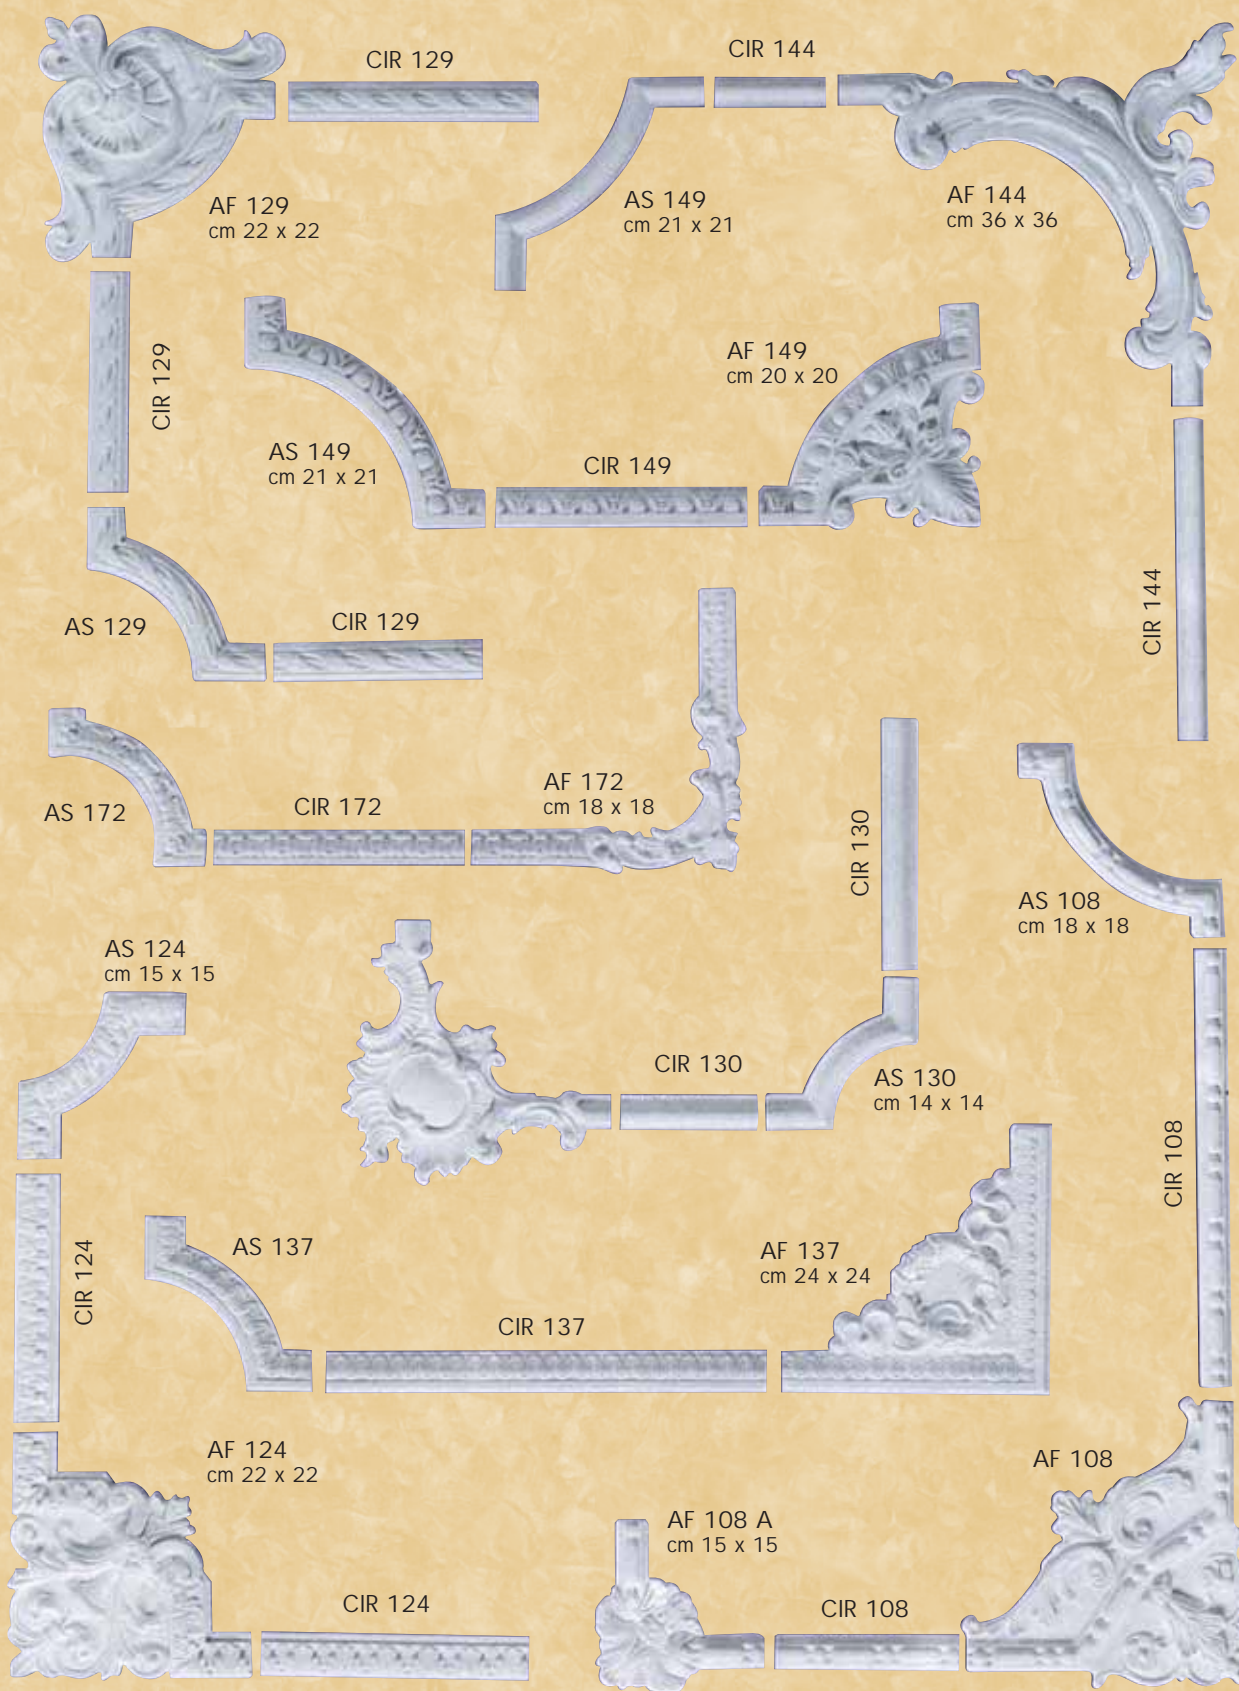 CIR 129
CIR 144
AF 129
cm 22 x 22
AS 149
cm 21 x 21
AF 144
cm 36 x 36
CIR 129
AF 149
cm 20 x 20
AS 149
cm 21 x 21
CIR 149
CIR 144
AS 129
CIR 129
AS 172
CIR 172
AF 172
cm 18 x 18
CIR 130
AS 108
cm 18 x 18
AS 124
cm 15 x 15
CIR 130
AS 130
cm 14 x 14
CIR 108
CIR 124
AS 137
AF 137
cm 24 x 24
CIR 137
AF 124
cm 22 x 22
AF 108
AF 108 A
cm 15 x 15
CIR 124
CIR 108